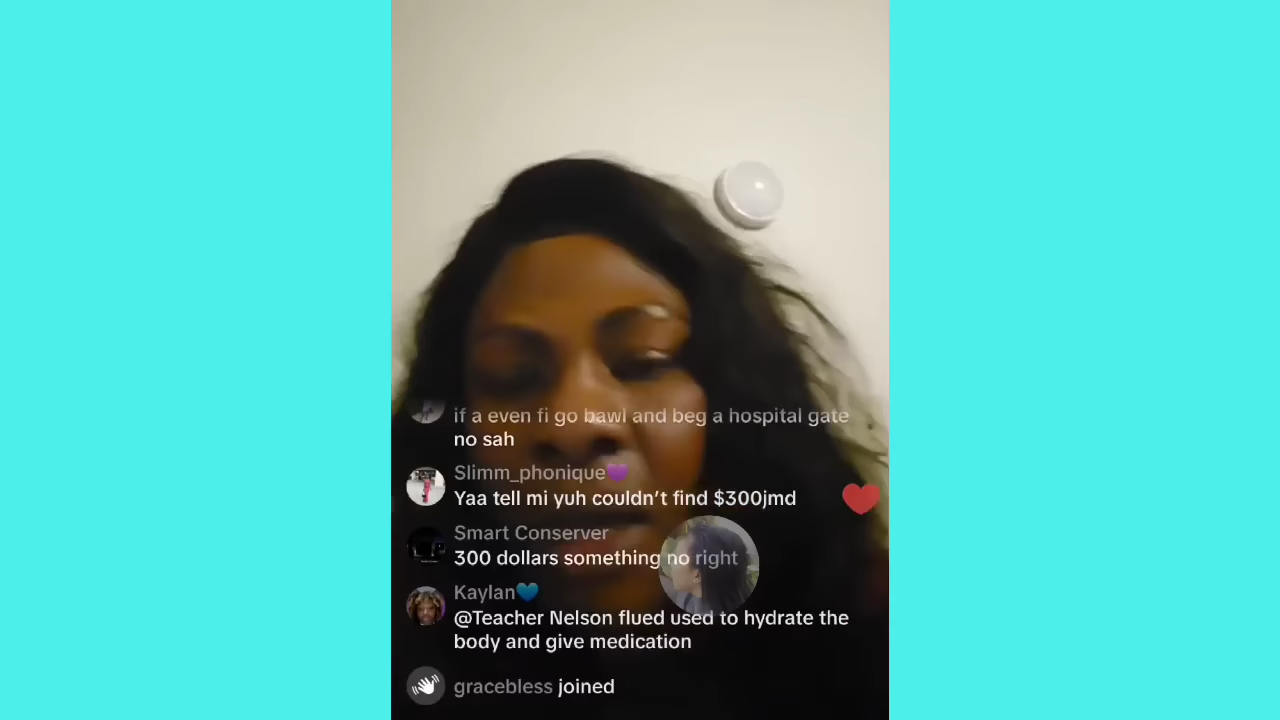 if a even fi go bawl and beg a hospital gate
no sah
Slimm_phonique💜
Yaa tell mi yuh couldn't find $300jmd
Smart Conserver
300 dollars something no right
Kaylan💙
@Teacher Nelson flued used to hydrate the
body and give medication
gracebless joined